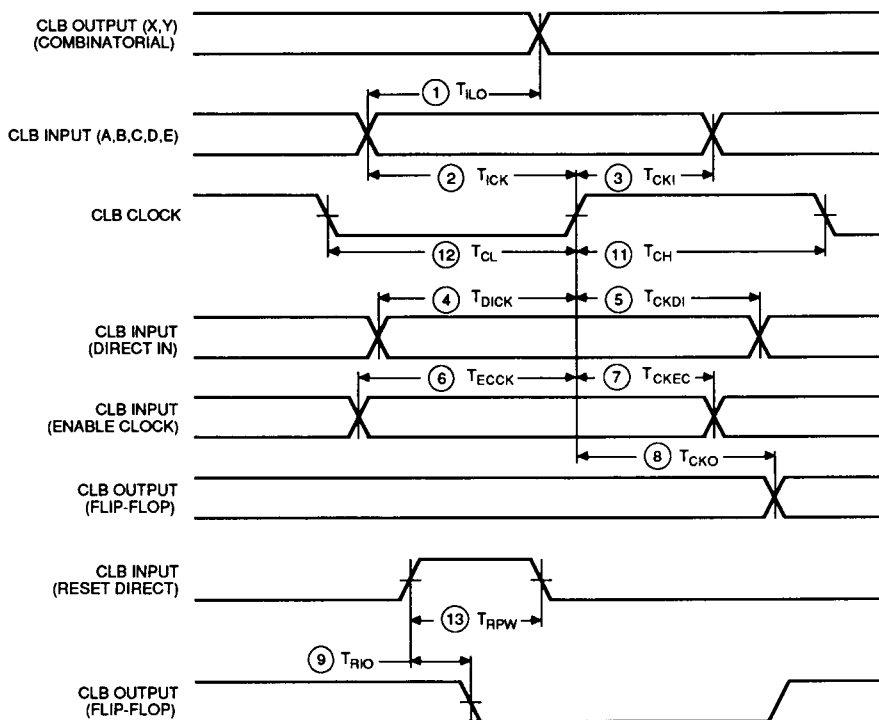 CLB OUTPUT (X,Y)
(COMBINATORIAL)
1 TILO
CLB INPUT (A,B,C,D,E)
2 TICK
3 TCKI
CLB CLOCK
12 TCL
11 TCH
4 TDICK
5 TCKDI
CLB INPUT
(DIRECT IN)
6 TECCK
7 TCKEC
CLB INPUT
(ENABLE CLOCK)
8 TCKO
CLB OUTPUT
(FLIP-FLOP)
CLB INPUT
(RESET DIRECT)
13 TRPW
9 TRIO
CLB OUTPUT
(FLIP-FLOP)